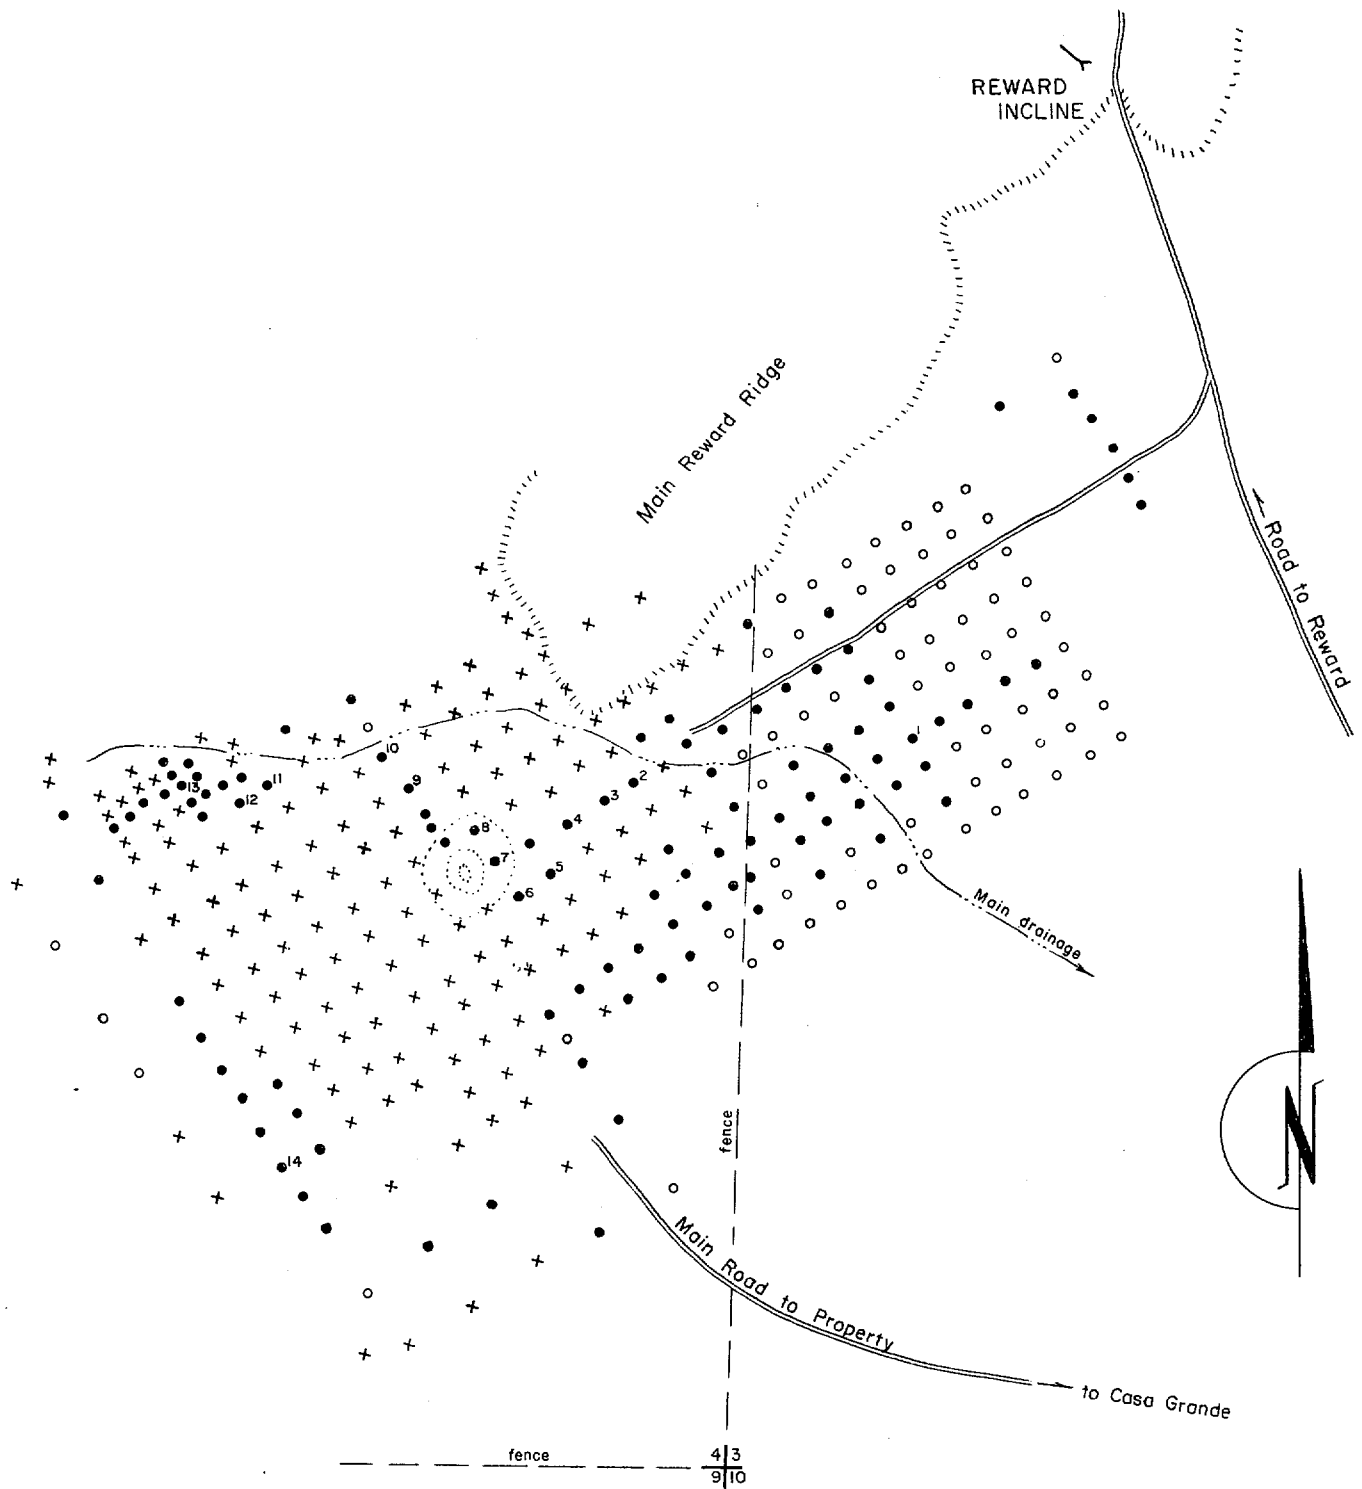 REWARD
INCLINE
Main Reward Ridge
Road to Reward
1
10
2
9
3
11
13
12
4
8
7
5
6
Main drainage
fence
14
N
Main Road to Property
to Casa Grande
fence
4 3
9 10